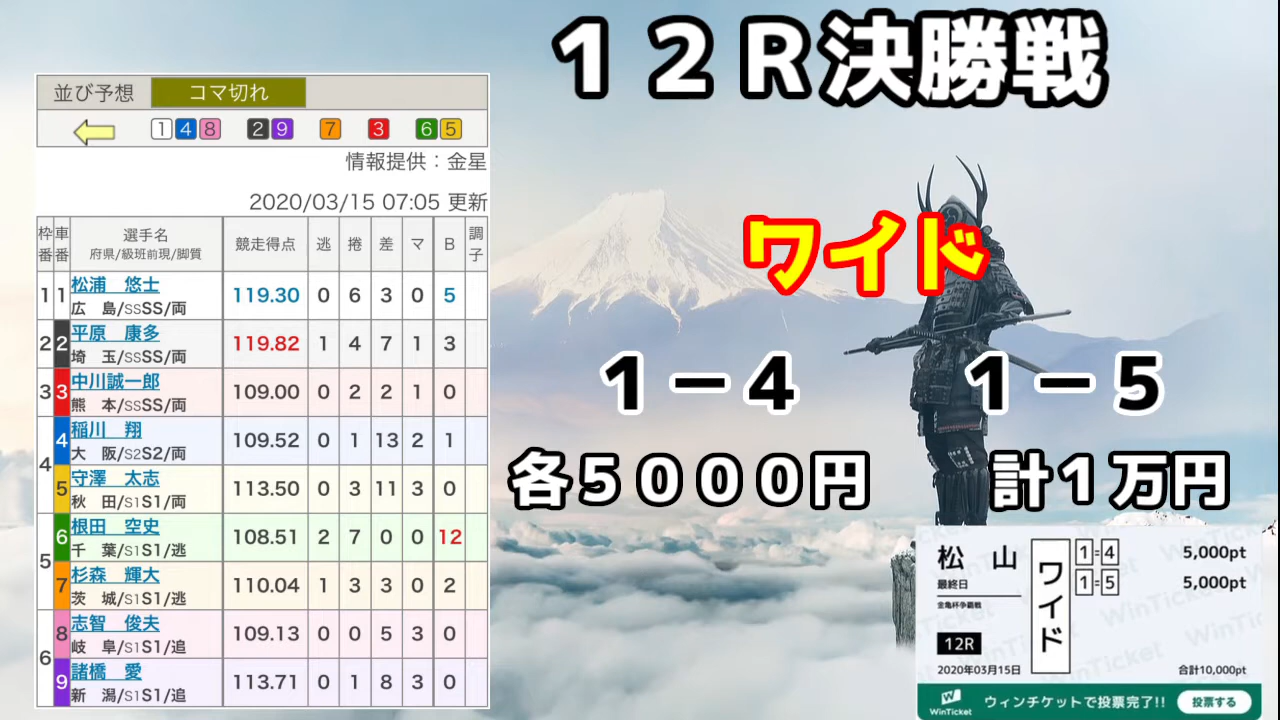 12R決勝戦
並び予想 コマ切れ
1 4 8 2 9 7 3 6 5
情報提供:金星
2020/03/15 07:05 更新
枠番 車番 選手名 府県/級班前現/脚質 競走得点 逃 捲 差 マ B 調子
1 1 松浦 悠士 119.30 0 6 3 0 5
広 島/SSSS/両
2 2 平原 康多 119.82 1 4 7 1 3
埼 玉/SSSS/両
3 3 中川誠一郎 109.00 0 2 2 1 0
熊 本/SSSS/両
4 4 稲川 翔 109.52 0 1 13 2 1
大 阪/S2S2/両
5 守澤 太志 113.50 0 3 11 3 0
秋 田/S1S1/両
5 6 根田 空史 108.51 2 7 0 0 12
千 葉/S1S1/逃
7 杉森 輝大 110.04 1 3 3 0 2
茨 城/S1S1/逃
6 8 志智 俊夫 109.13 0 0 5 3 0
岐 阜/S1S1/追
9 諸橋 愛 113.71 0 1 8 3 0
新 潟/S1S1/追
ワイド
1-4 1-5
各5000円 計1万円
松 山
最終日
金亀杯争覇戦
12R
2020年03月15日
ワイド
1=4 5,000pt
1=5 5,000pt
合計10,000pt
WinTicket ウィンチケットで投票完了!! 投票する